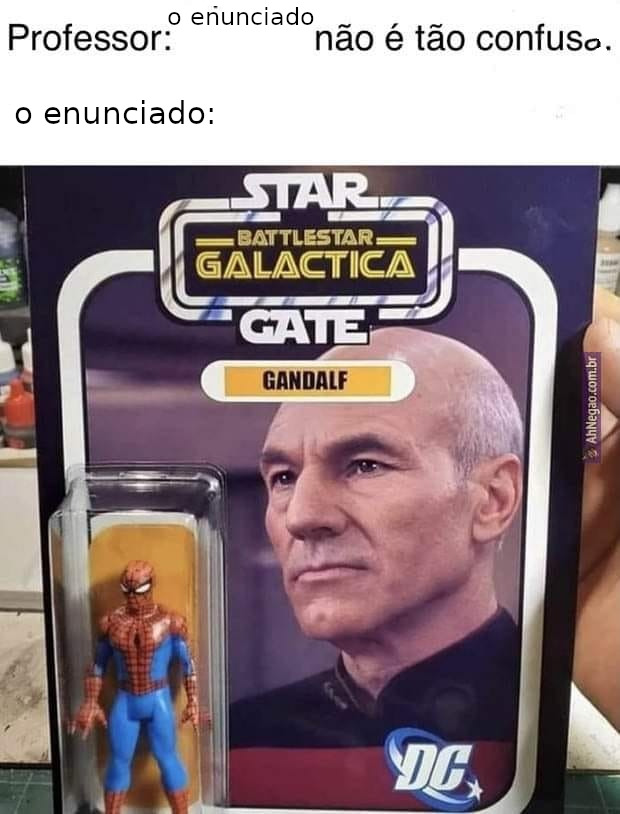 Professor: o enunciado não é tão confuso.
o enunciado:
STAR
BATTLESTAR
GALACTICA
GATE
GANDALF
AhNegao.com.br
DC